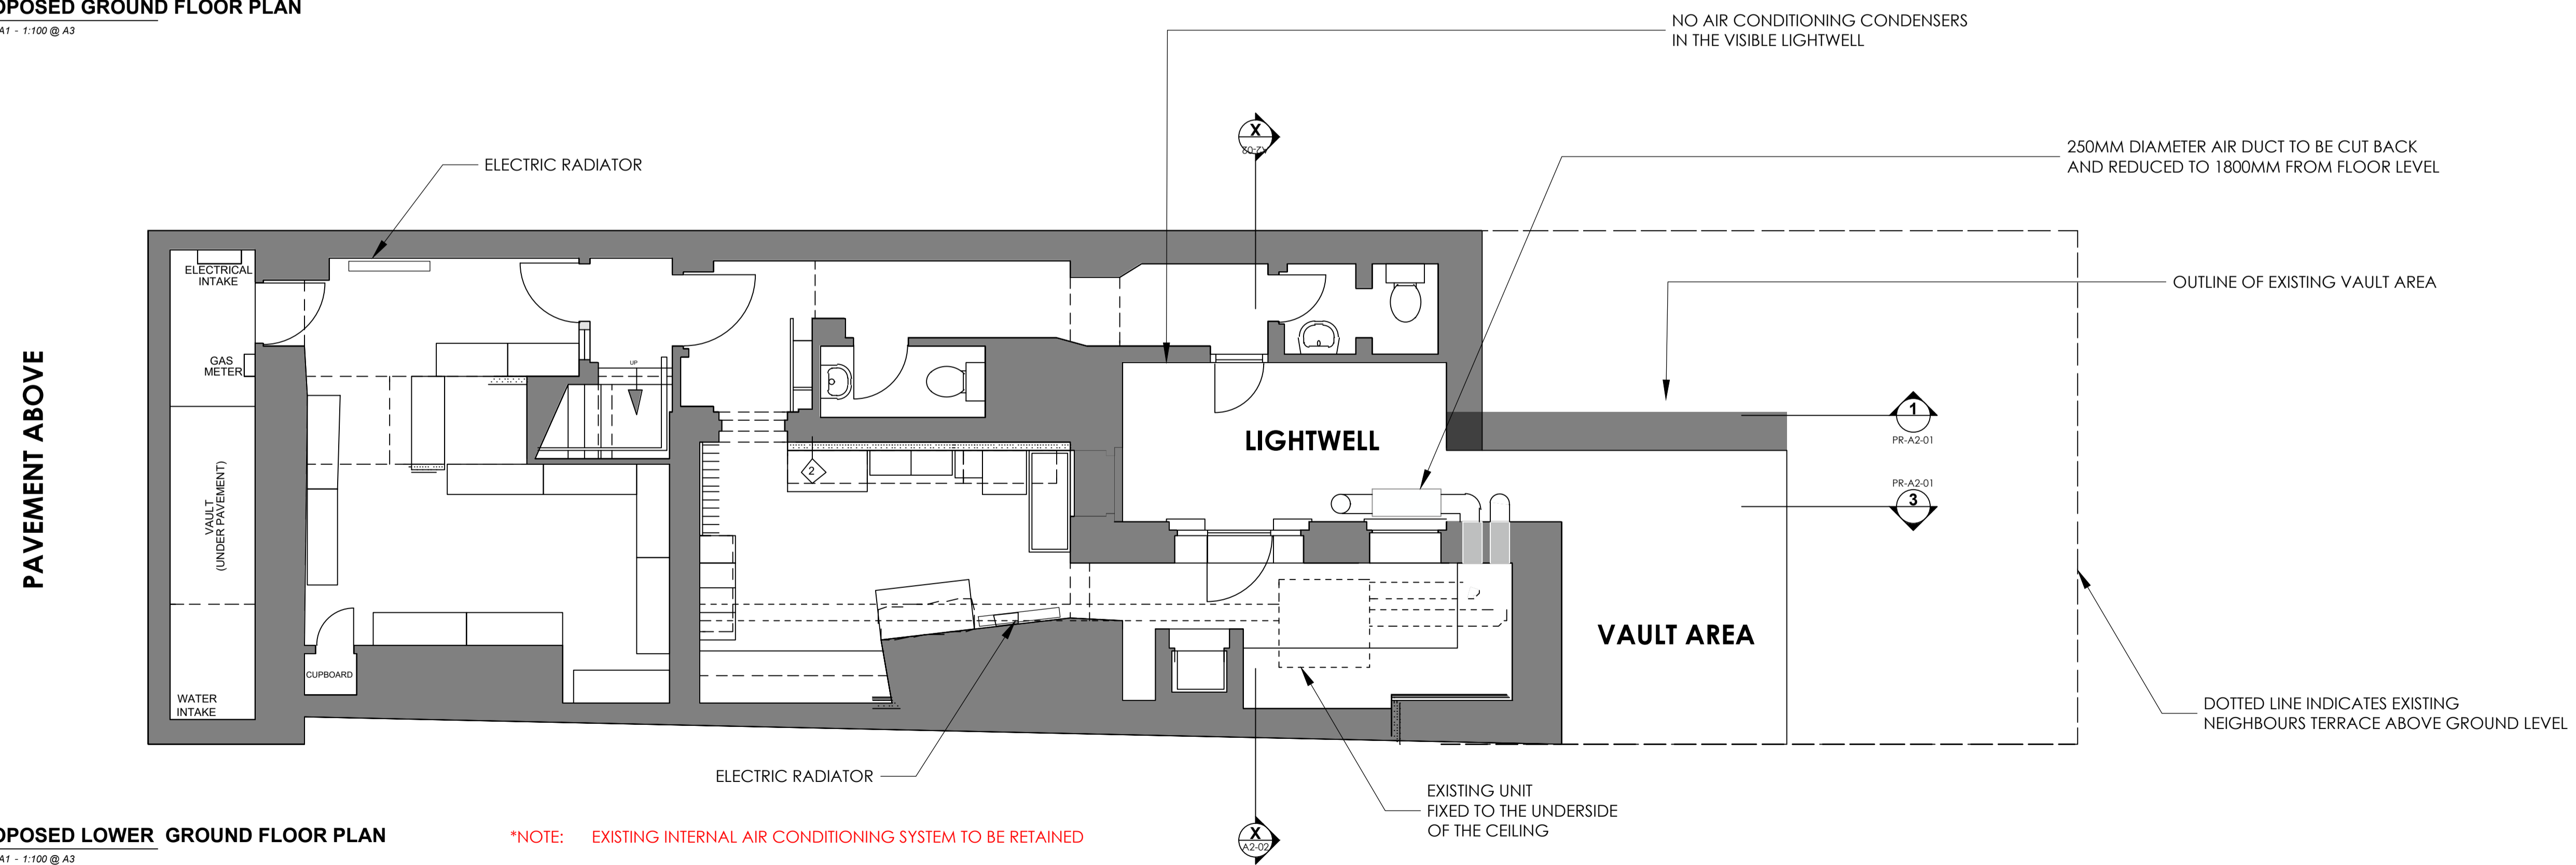 OPOSED GROUND FLOOR PLAN
A1 - 1:100 @ A3
NO AIR CONDITIONING CONDENSERS
IN THE VISIBLE LIGHTWELL
X
A2-02
250MM DIAMETER AIR DUCT TO BE CUT BACK
AND REDUCED TO 1800MM FROM FLOOR LEVEL
ELECTRIC RADIATOR
ELECTRICAL
INTAKE
OUTLINE OF EXISTING VAULT AREA
GAS
METER
UP
PAVEMENT ABOVE
1
PR-A2-01
LIGHTWELL
2
VAULT
(UNDER PAVEMENT)
PR-A2-01
3
VAULT AREA
CUPBOARD
WATER
INTAKE
DOTTED LINE INDICATES EXISTING
NEIGHBOURS TERRACE ABOVE GROUND LEVEL
ELECTRIC RADIATOR
EXISTING UNIT
FIXED TO THE UNDERSIDE
OF THE CEILING
OPOSED LOWER  GROUND FLOOR PLAN
A1 - 1:100 @ A3
*NOTE: EXISTING INTERNAL AIR CONDITIONING SYSTEM TO BE RETAINED
X
A2-02